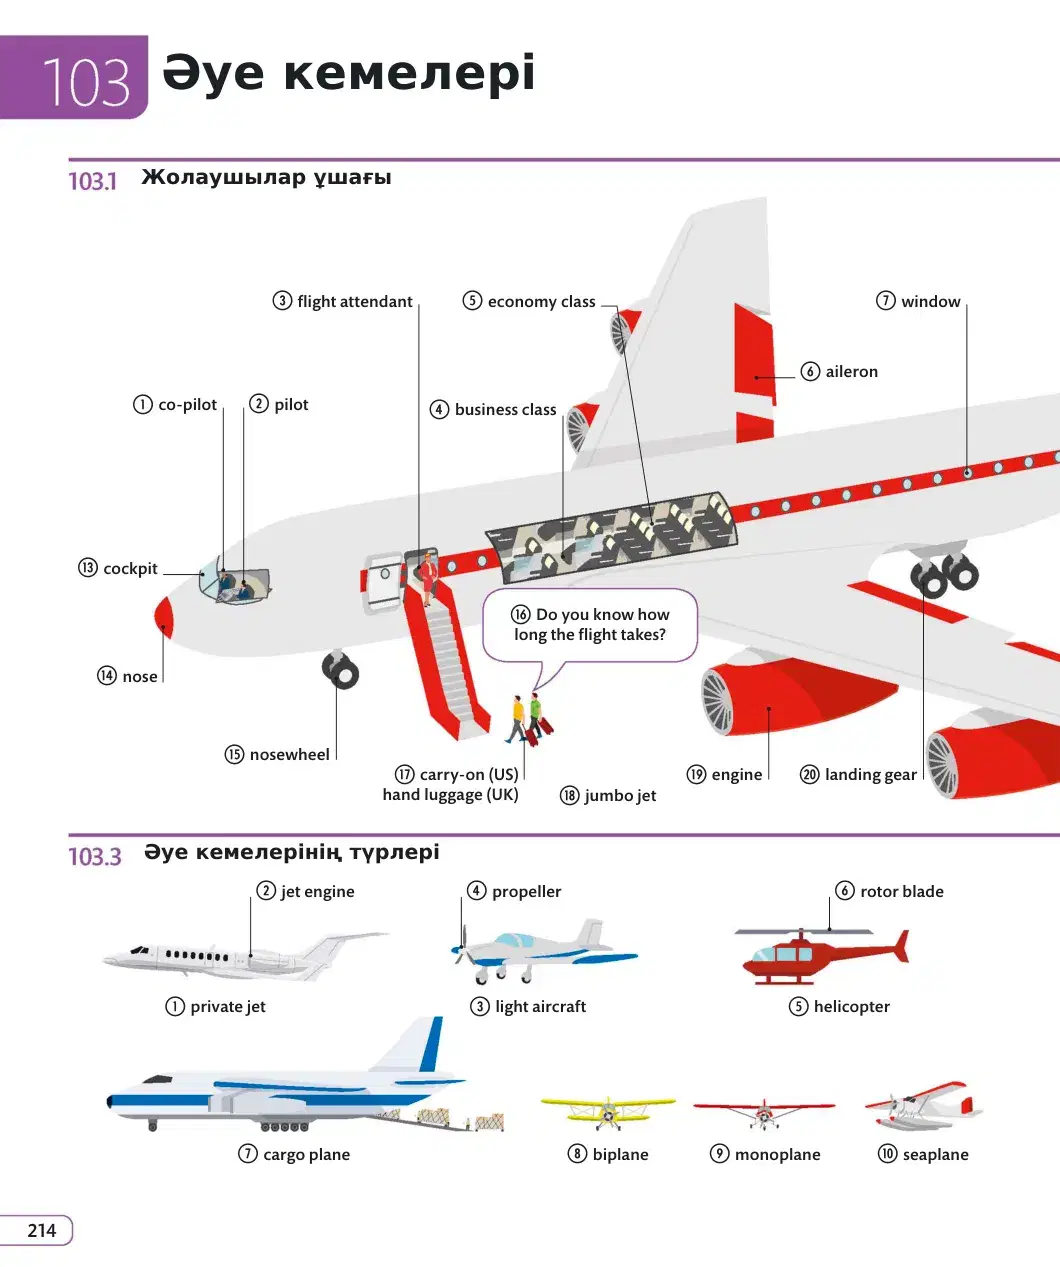 103 Әуе кемелері
103.1 Жолаушылар ұшағы
③ flight attendant
⑤ economy class
⑦ window
⑥ aileron
① co-pilot
② pilot
④ business class
⑬ cockpit
⑯ Do you know how
long the flight takes?
⑭ nose
⑮ nosewheel
⑰ carry-on (US)
hand luggage (UK)
⑱ jumbo jet
⑲ engine
⑳ landing gear
103.3 Әуе кемелерінің түрлері
② jet engine
④ propeller
⑥ rotor blade
① private jet
③ light aircraft
⑤ helicopter
⑦ cargo plane
⑧ biplane
⑨ monoplane
⑩ seaplane
214